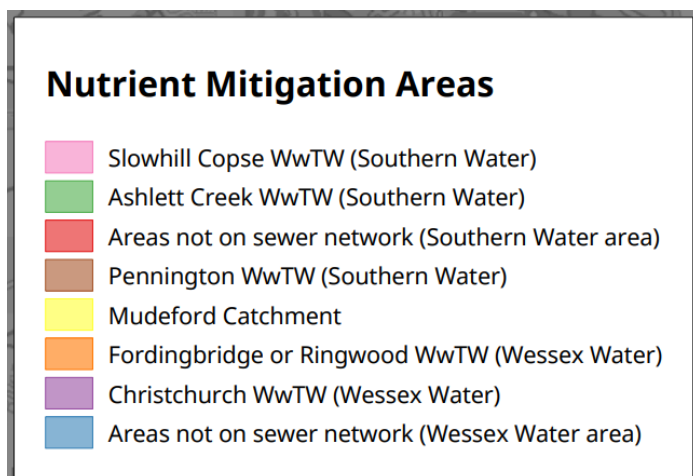 Nutrient Mitigation Areas
Slowhill Copse WwTW (Southern Water)
Ashlett Creek WwTW (Southern Water)
Areas not on sewer network (Southern Water area)
Pennington WwTW (Southern Water)
Mudeford Catchment
Fordingbridge or Ringwood WwTW (Wessex Water)
Christchurch WwTW (Wessex Water)
Areas not on sewer network (Wessex Water area)